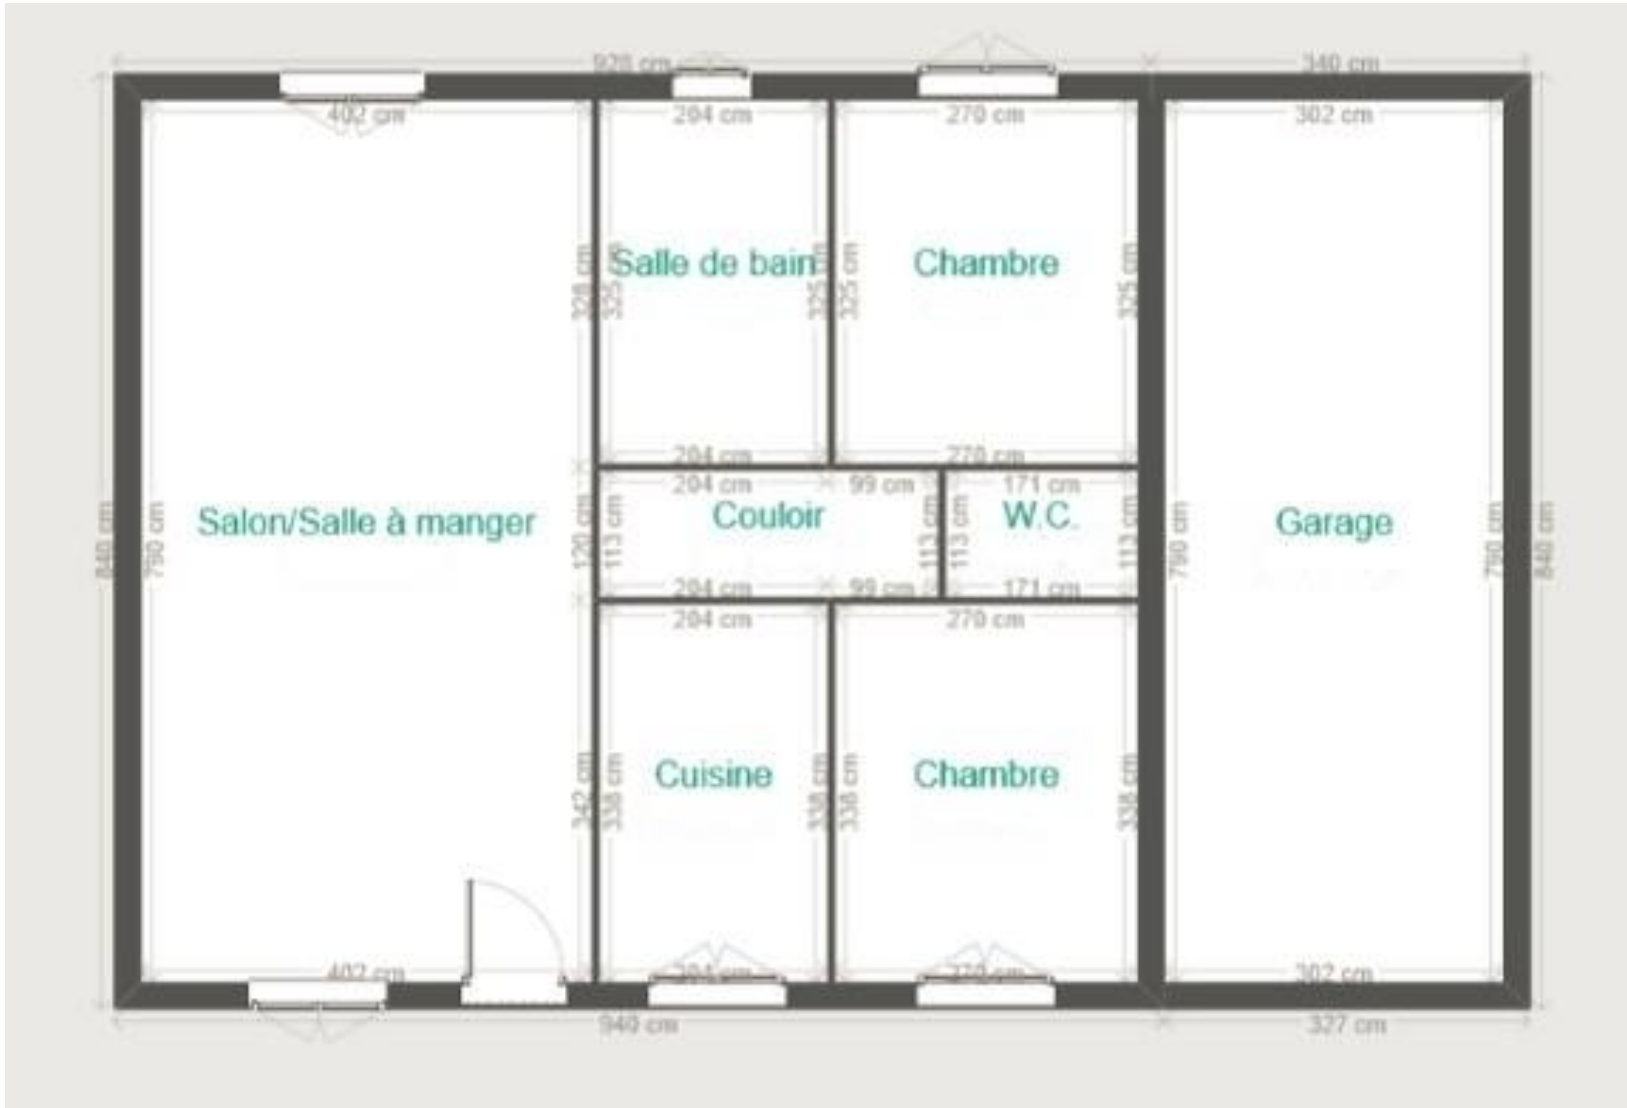 928 cm
340 cm
402 cm
204 cm
270 cm
302 cm
328 cm
325 cm
Salle de bain
325 cm
325 cm
Chambre
325 cm
204 cm
270 cm
204 cm
99 cm
171 cm
840 cm
790 cm
Salon/Salle à manger
120 cm
113 cm
Couloir
113 cm
113 cm
W.C.
113 cm
790 cm
Garage
790 cm
840 cm
204 cm
99 cm
171 cm
204 cm
270 cm
342 cm
338 cm
Cuisine
338 cm
338 cm
Chambre
338 cm
402 cm
204 cm
270 cm
302 cm
940 cm
327 cm